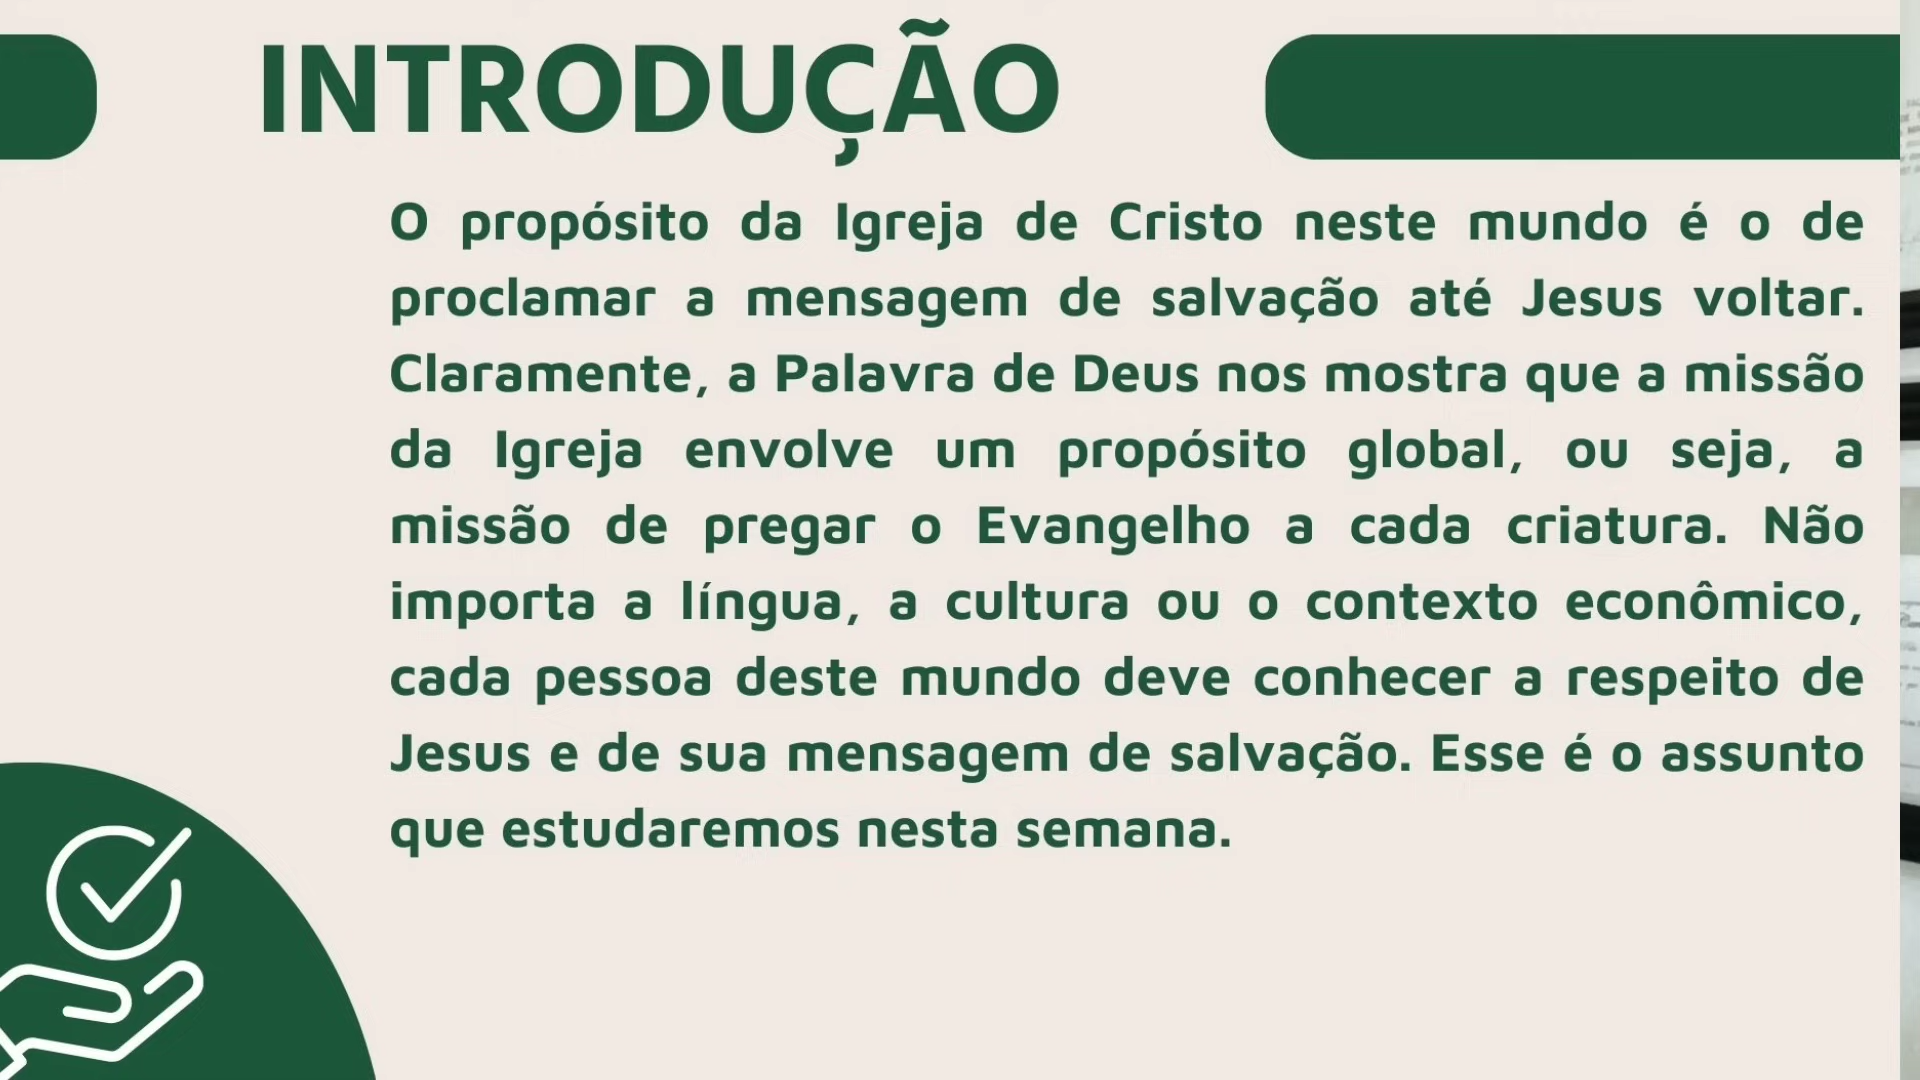 INTRODUÇÃO
O propósito da Igreja de Cristo neste mundo é o de
proclamar a mensagem de salvação até Jesus voltar.
Claramente, a Palavra de Deus nos mostra que a missão
da Igreja envolve um propósito global, ou seja, a
missão de pregar o Evangelho a cada criatura. Não
importa a língua, a cultura ou o contexto econômico,
cada pessoa deste mundo deve conhecer a respeito de
Jesus e de sua mensagem de salvação. Esse é o assunto
que estudaremos nesta semana.